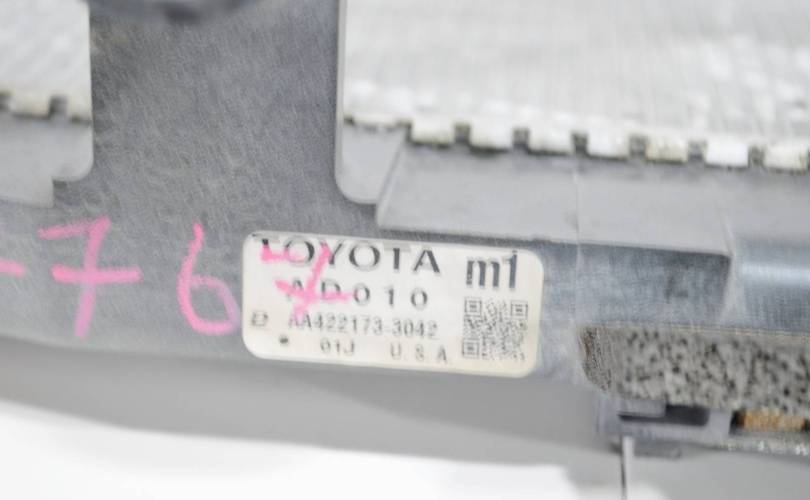 -76
TOYOTA m1
AD010
AA422173-3042
01J U.S.A.